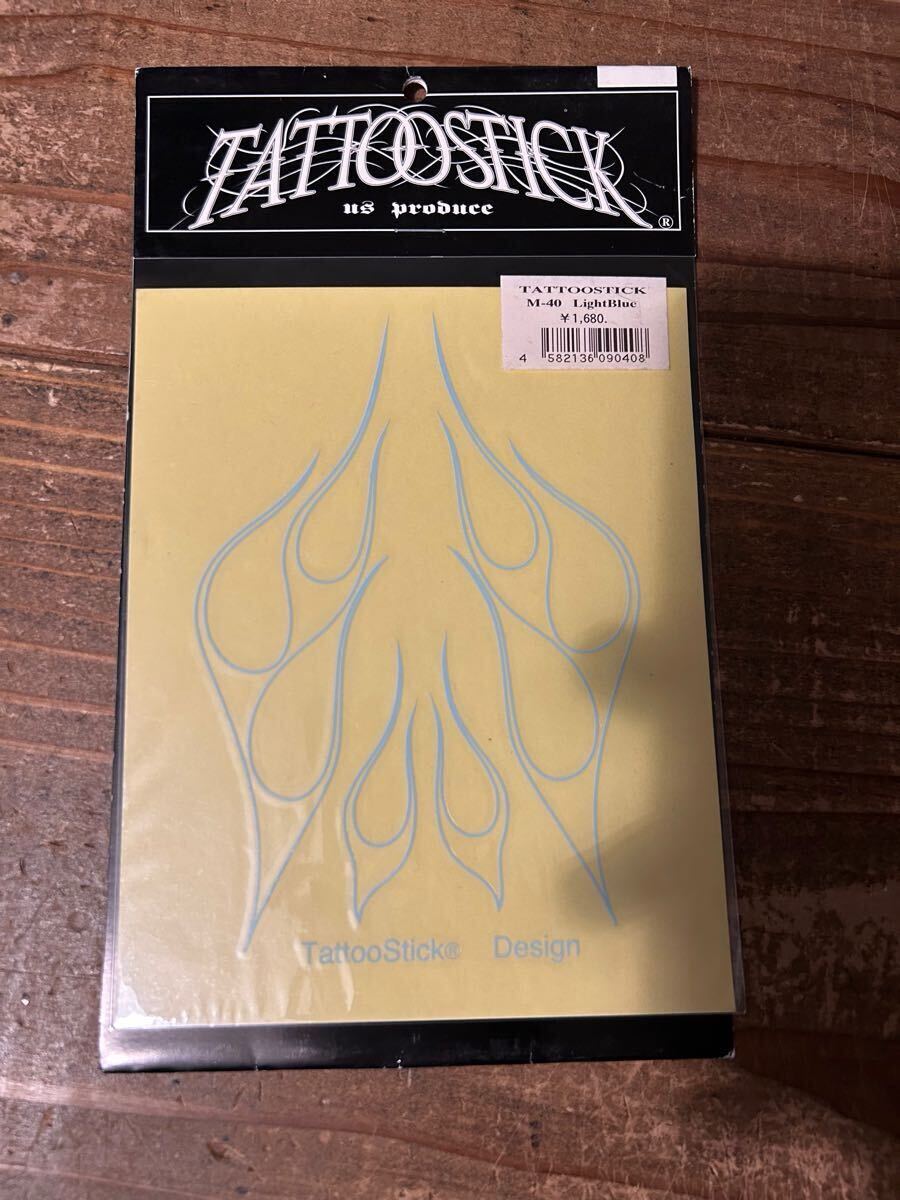 TATTOOSTICK
us produce ®
TATTOOSTICK
M-40 LightBlue
¥1,680.
4 582136 090408
TattooStick® Design